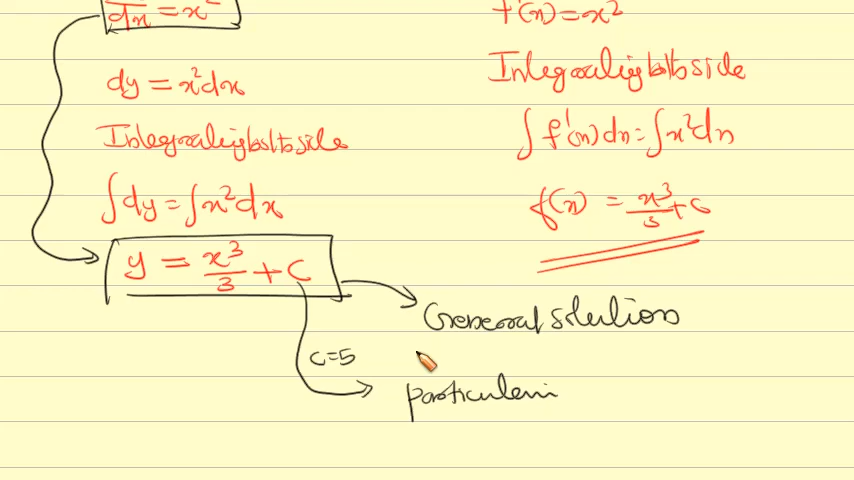 dy/dx = x²
dy = x²dx
Integrating both side
∫dy = ∫x²dx
y = x³/3 + c
c=5
f'(x) = x²
Integrating both side
∫f'(x)dx = ∫x²dx
f(x) = x³/3 + c
General solution
particular